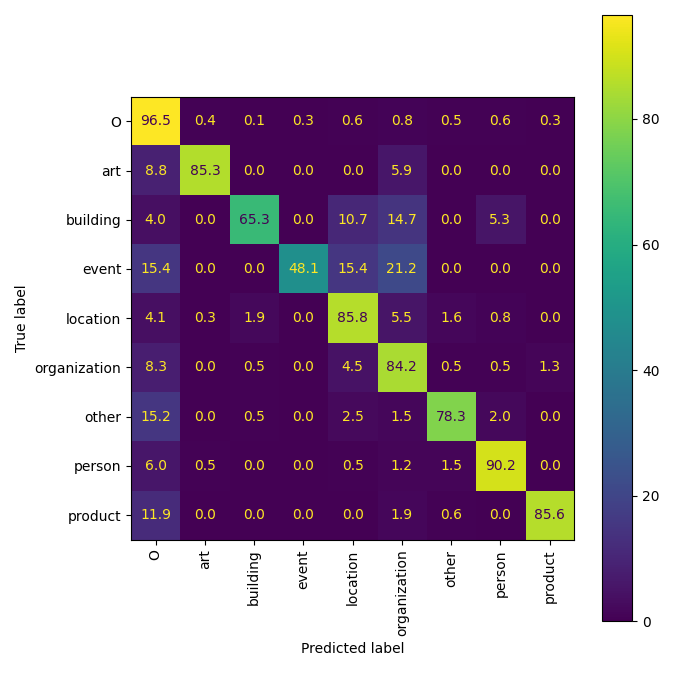 O 96.5 0.4 0.1 0.3 0.6 0.8 0.5 0.6 0.3
art 8.8 85.3 0.0 0.0 0.0 5.9 0.0 0.0 0.0
building 4.0 0.0 65.3 0.0 10.7 14.7 0.0 5.3 0.0
event 15.4 0.0 0.0 48.1 15.4 21.2 0.0 0.0 0.0
location 4.1 0.3 1.9 0.0 85.8 5.5 1.6 0.8 0.0
organization 8.3 0.0 0.5 0.0 4.5 84.2 0.5 0.5 1.3
other 15.2 0.0 0.5 0.0 2.5 1.5 78.3 2.0 0.0
person 6.0 0.5 0.0 0.0 0.5 1.2 1.5 90.2 0.0
product 11.9 0.0 0.0 0.0 0.0 1.9 0.6 0.0 85.6
O art building event location organization other person product
Predicted label
True label
80
60
40
20
0